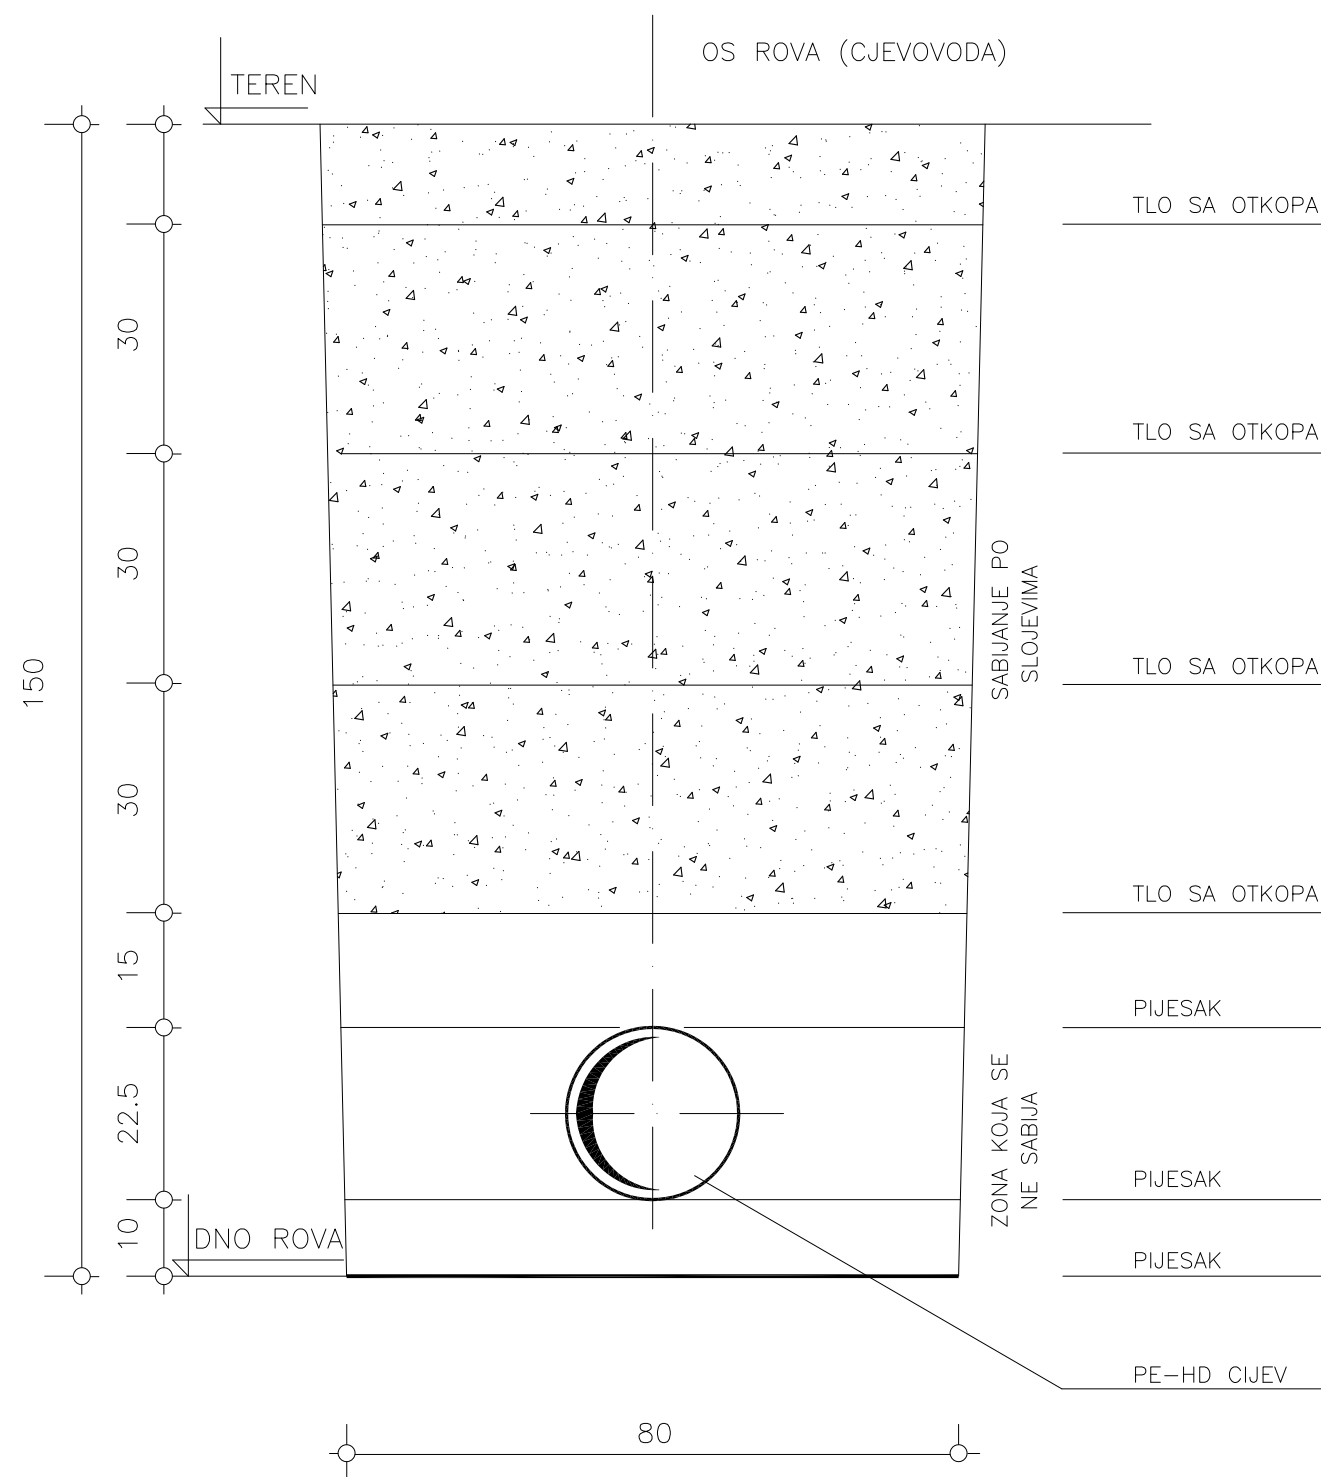 OS ROVA (CJEVOVODA)
TEREN
TLO SA OTKOPA
30
TLO SA OTKOPA
30
SABIJANJE PO
SLOJEVIMA
150
TLO SA OTKOPA
30
TLO SA OTKOPA
15
PIJESAK
22.5
ZONA KOJA SE
NE SABIJA
PIJESAK
10
DNO ROVA
PIJESAK
PE-HD CIJEV
80